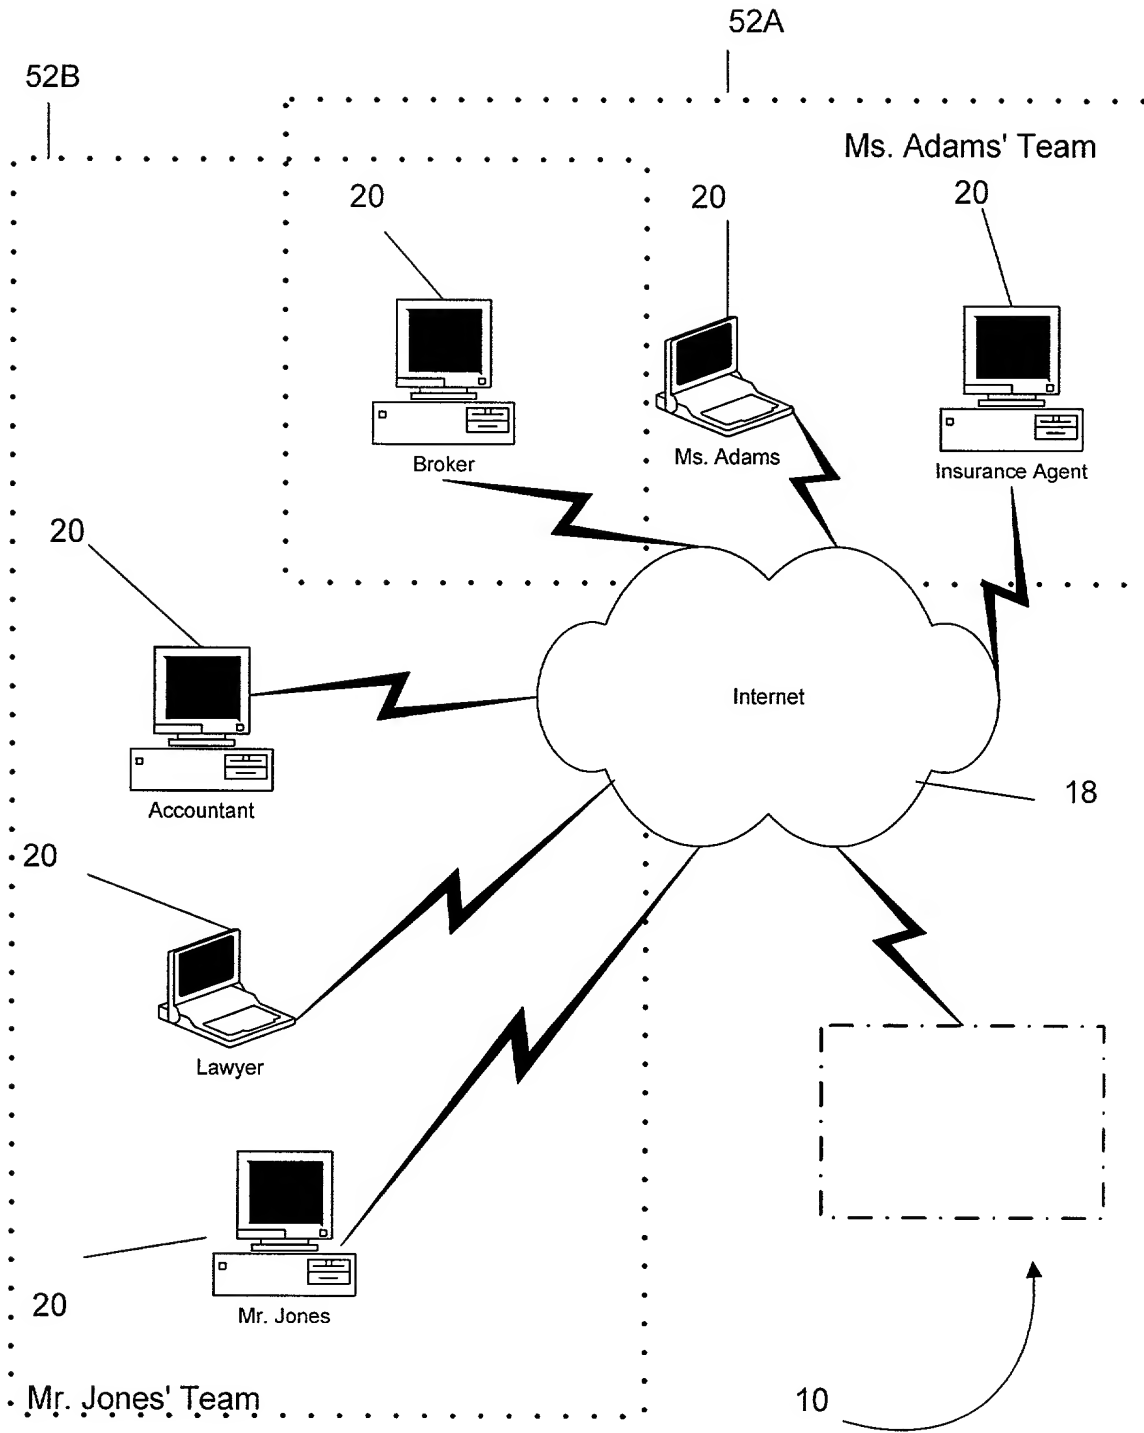 52A
52B
Ms. Adams' Team
20
20
20
Broker
Ms. Adams
Insurance Agent
20
Internet
18
Accountant
20
Lawyer
20
Mr. Jones
Mr. Jones' Team
10